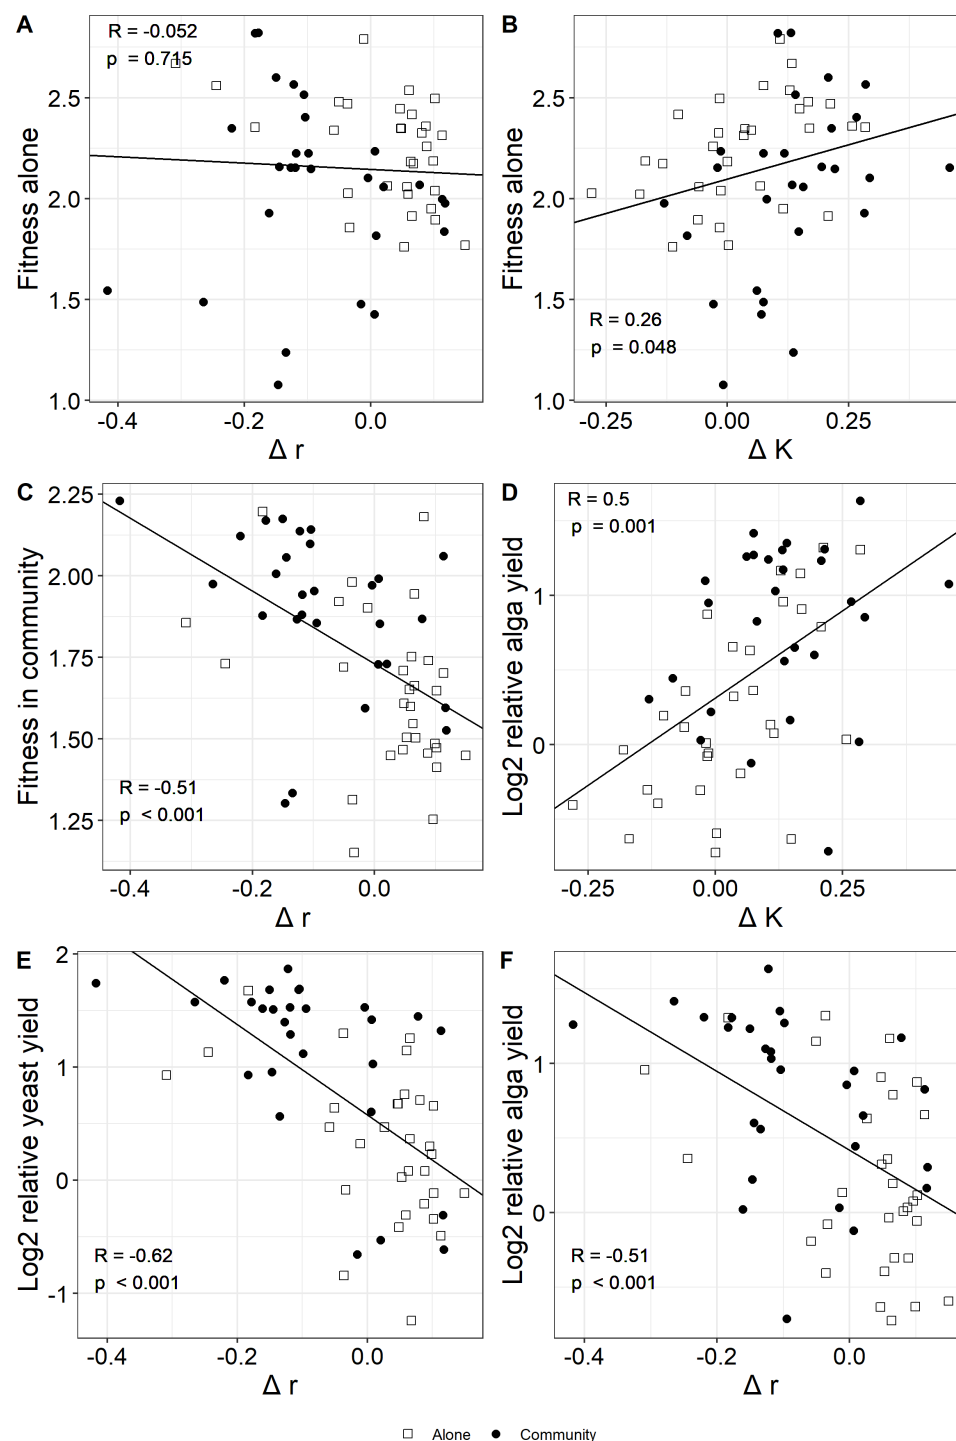 A
R = -0.052
p = 0.715
Fitness alone
2.5
2.0
1.5
1.0
-0.4 -0.2 0.0
Δ r
B
R = 0.26
p = 0.048
Fitness alone
2.5
2.0
1.5
1.0
-0.25 0.00 0.25
Δ K
C
R = -0.51
p < 0.001
Fitness in community
2.25
2.00
1.75
1.50
1.25
-0.4 -0.2 0.0
Δ r
D
R = 0.5
p = 0.001
Log2 relative alga yield
1
0
-0.25 0.00 0.25
Δ K
E
R = -0.62
p < 0.001
Log2 relative yeast yield
2
1
0
-1
-0.4 -0.2 0.0
Δ r
F
R = -0.51
p < 0.001
Log2 relative alga yield
1
0
-0.4 -0.2 0.0
Δ r
Alone Community